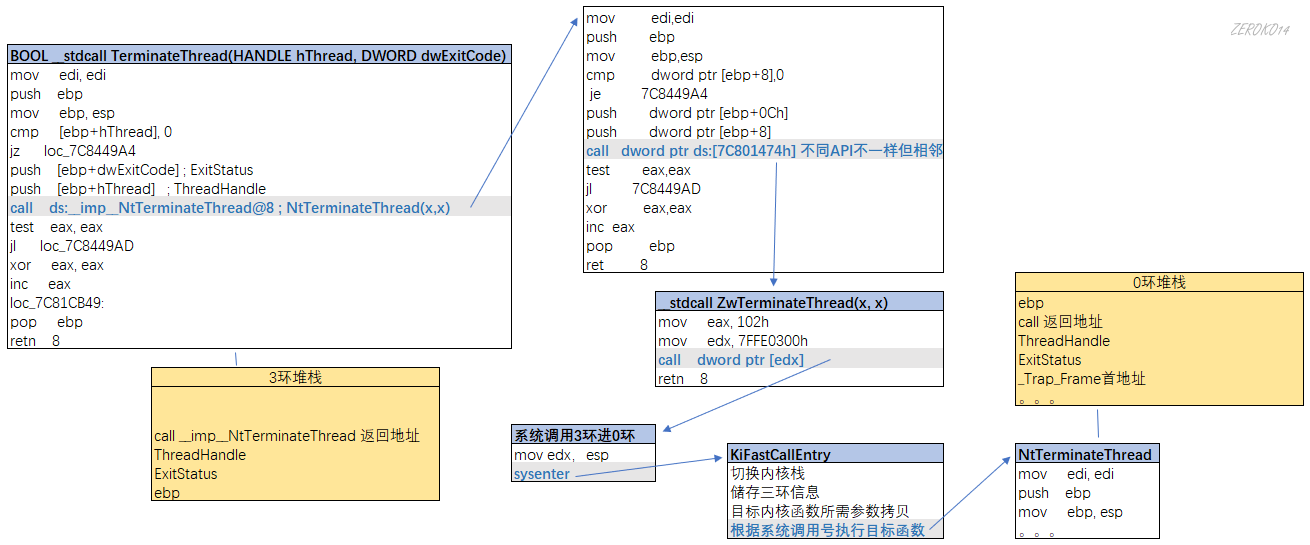 ZEROKO14
BOOL __stdcall TerminateThread(HANDLE hThread, DWORD dwExitCode)
mov edi, edi
push ebp
mov ebp, esp
cmp [ebp+hThread], 0
jz loc_7C8449A4
push [ebp+dwExitCode] ; ExitStatus
push [ebp+hThread] ; ThreadHandle
call ds:__imp__NtTerminateThread@8 ; NtTerminateThread(x,x)
test eax, eax
jl loc_7C8449AD
xor eax, eax
inc eax
loc_7C81CB49:
pop ebp
retn 8
3环堆栈
call __imp__NtTerminateThread 返回地址
ThreadHandle
ExitStatus
ebp
mov edi,edi
push ebp
mov ebp,esp
cmp dword ptr [ebp+8],0
je 7C8449A4
push dword ptr [ebp+0Ch]
push dword ptr [ebp+8]
call dword ptr ds:[7C801474h] 不同API不一样但相邻
test eax,eax
jl 7C8449AD
xor eax,eax
inc eax
pop ebp
ret 8
__stdcall ZwTerminateThread(x, x)
mov eax, 102h
mov edx, 7FFE0300h
call dword ptr [edx]
retn 8
系统调用3环进0环
mov edx, esp
sysenter
KiFastCallEntry
切换内核栈
储存三环信息
目标内核函数所需参数拷贝
根据系统调用号执行目标函数
0环堆栈
ebp
call 返回地址
ThreadHandle
ExitStatus
_Trap_Frame首地址
。。。
NtTerminateThread
mov edi, edi
push ebp
mov ebp, esp
。。。